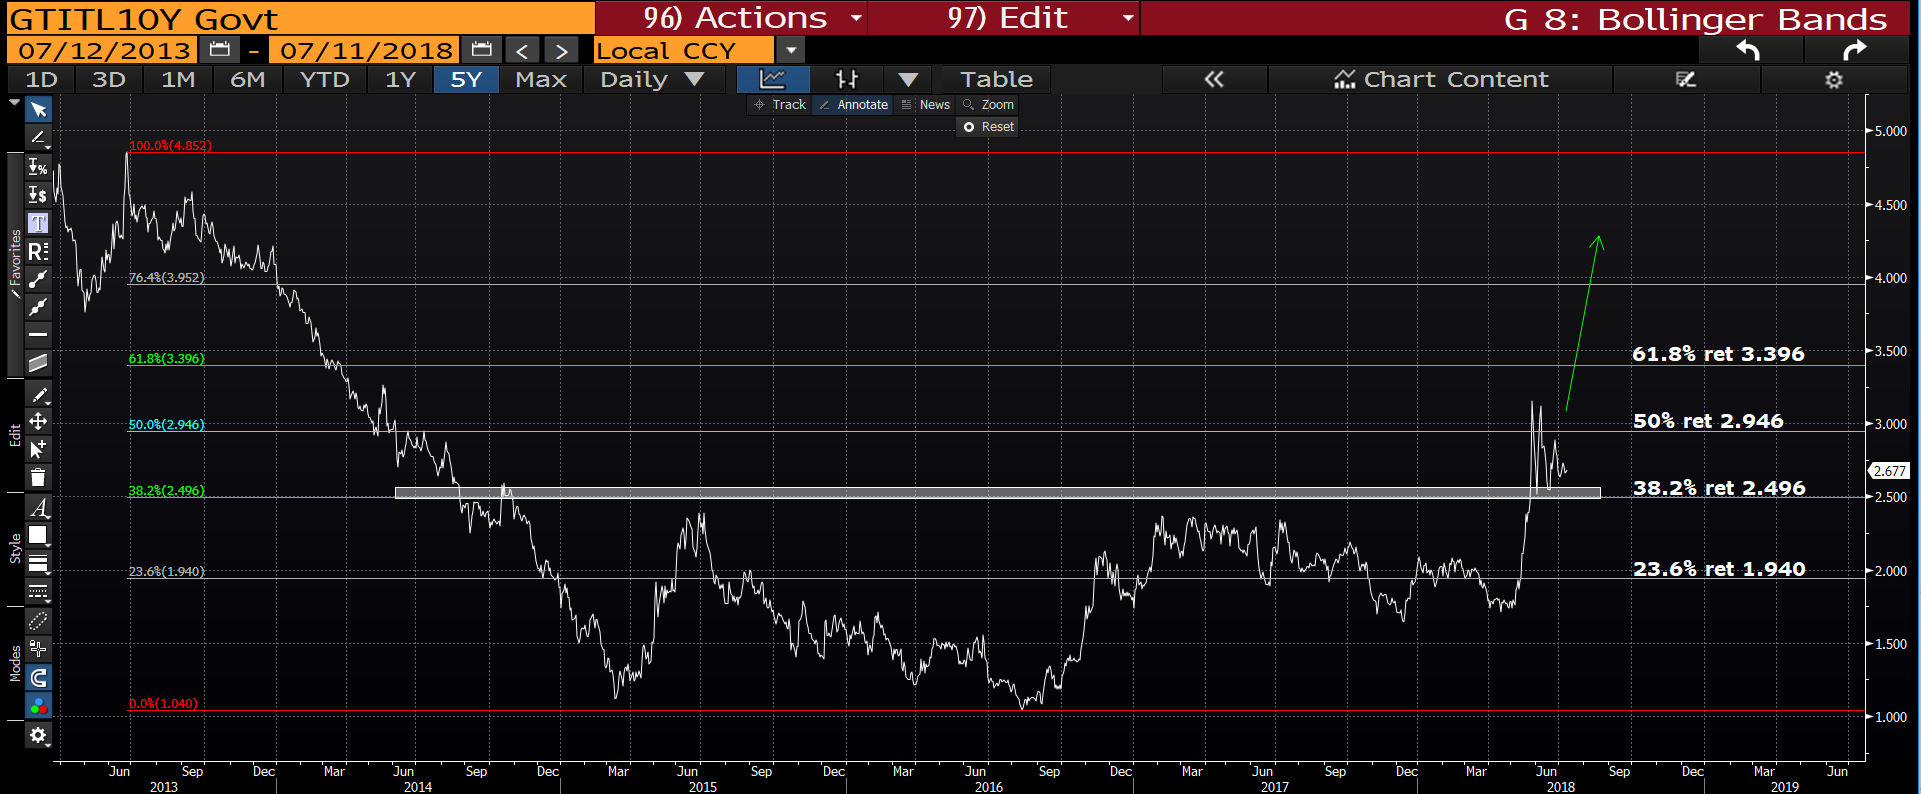 GTITL10Y Govt 96) Actions 97) Edit G 8: Bollinger Bands
07/12/2013 - 07/11/2018 < > Local CCY
1D 3D 1M 6M YTD 1Y 5Y Max Daily Table « Chart Content
Track Annotate News Zoom
Reset
Favorites
Edit
Style
Modes
%
$
T
R
A
100.0%(4.852)
76.4%(3.952)
61.8%(3.396)
50.0%(2.946)
38.2%(2.496)
23.6%(1.940)
0.0%(1.040)
61.8% ret 3.396
50% ret 2.946
38.2% ret 2.496
23.6% ret 1.940
5.000
4.500
4.000
3.500
3.000
2.677
2.500
2.000
1.500
1.000
Jun Sep Dec Mar Jun Sep Dec Mar Jun Sep Dec Mar Jun Sep Dec Mar Jun Sep Dec Mar Jun Sep Dec Mar Jun
2013 2014 2015 2016 2017 2018 2019